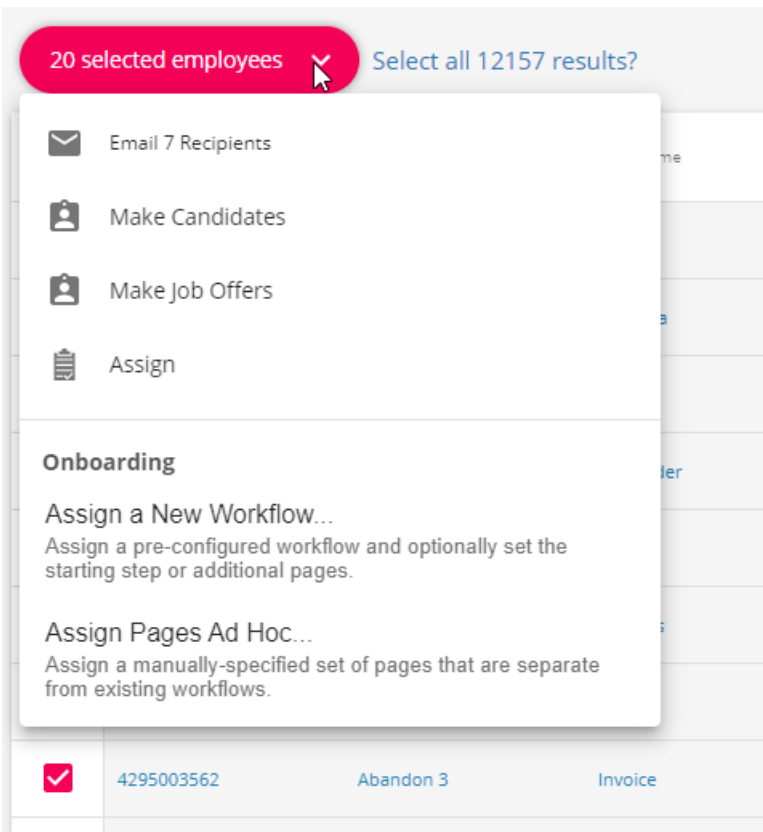 20 selected employees Select all 12157 results?
Email 7 Recipients
Make Candidates
Make Job Offers
Assign
Onboarding
Assign a New Workflow...
Assign a pre-configured workflow and optionally set the
starting step or additional pages.
Assign Pages Ad Hoc...
Assign a manually-specified set of pages that are separate
from existing workflows.
4295003562 Abandon 3 Invoice